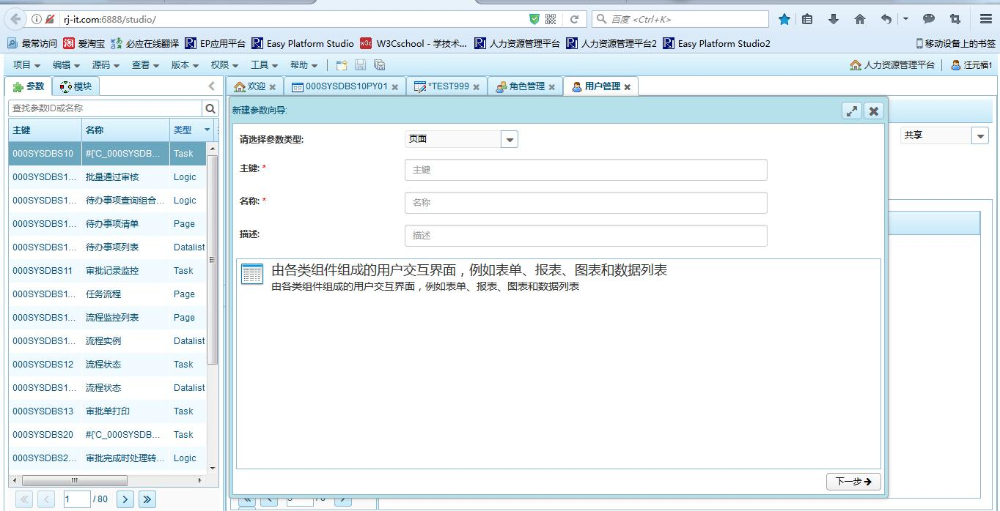 rj-it.com:6888/studio/
百度 <Ctrl+K>
最常访问 爱淘宝 必应在线翻译 EP应用平台 Easy Platform Studio W3Cschool - 学技术... 人力资源管理平台 人力资源管理平台2 Easy Platform Studio2 移动设备上的书签
项目 编辑 源码 查看 版本 权限 工具 帮助 人力资源管理平台 汪元福1
参数 模块
欢迎 000SYSDBS10PY01 *TEST999 角色管理 用户管理
查找参数ID或名称
主键 名称 类型
000SYSDBS10 #{'C_000SYSDB... Task
000SYSDBS1... 批量通过审核 Logic
000SYSDBS1... 待办事项查询组合... Logic
000SYSDBS1... 待办事项清单 Page
000SYSDBS1... 待办事项列表 Datalist
000SYSDBS11 审批记录监控 Task
000SYSDBS1... 任务流程 Page
000SYSDBS1... 流程监控列表 Page
000SYSDBS1... 流程实例 Datalist
000SYSDBS12 流程状态 Task
000SYSDBS1... 流程状态 Datalist
000SYSDBS13 审批单打印 Task
000SYSDBS20 #{'C_000SYSDB... Task
000SYSDBS2... 审批完成时处理转... Logic
1 / 80
新建参数向导:
请选择参数类型: 页面
主键: * 主键
名称: * 名称
描述: 描述
由各类组件组成的用户交互界面，例如表单、报表、图表和数据列表
由各类组件组成的用户交互界面，例如表单、报表、图表和数据列表
下一步
共享